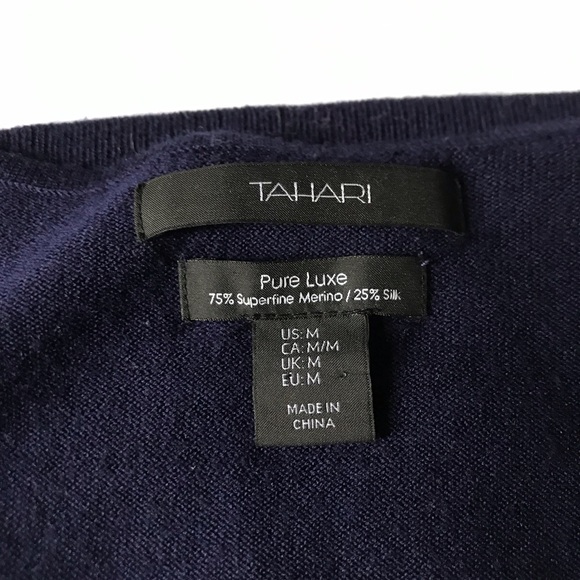 TAHARI
Pure Luxe
75% Superfine Merino / 25% Silk
US: M
CA: M/M
UK: M
EU: M
MADE IN
CHINA